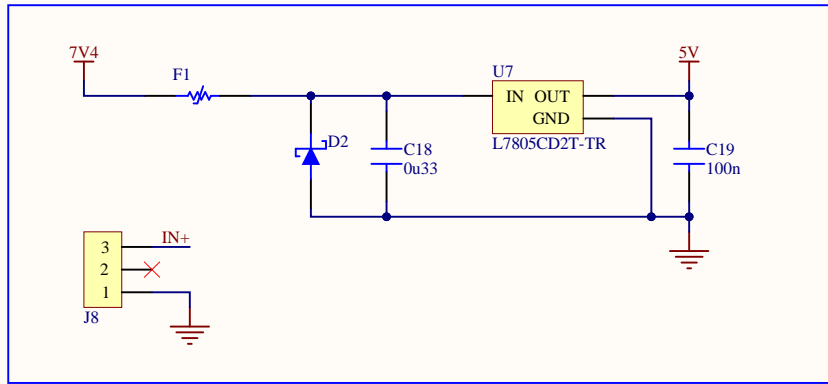 7V4
F1
5V
U7
IN OUT
GND
L7805CD2T-TR
D2
C18
0u33
C19
100n
IN+
3
2
1
J8